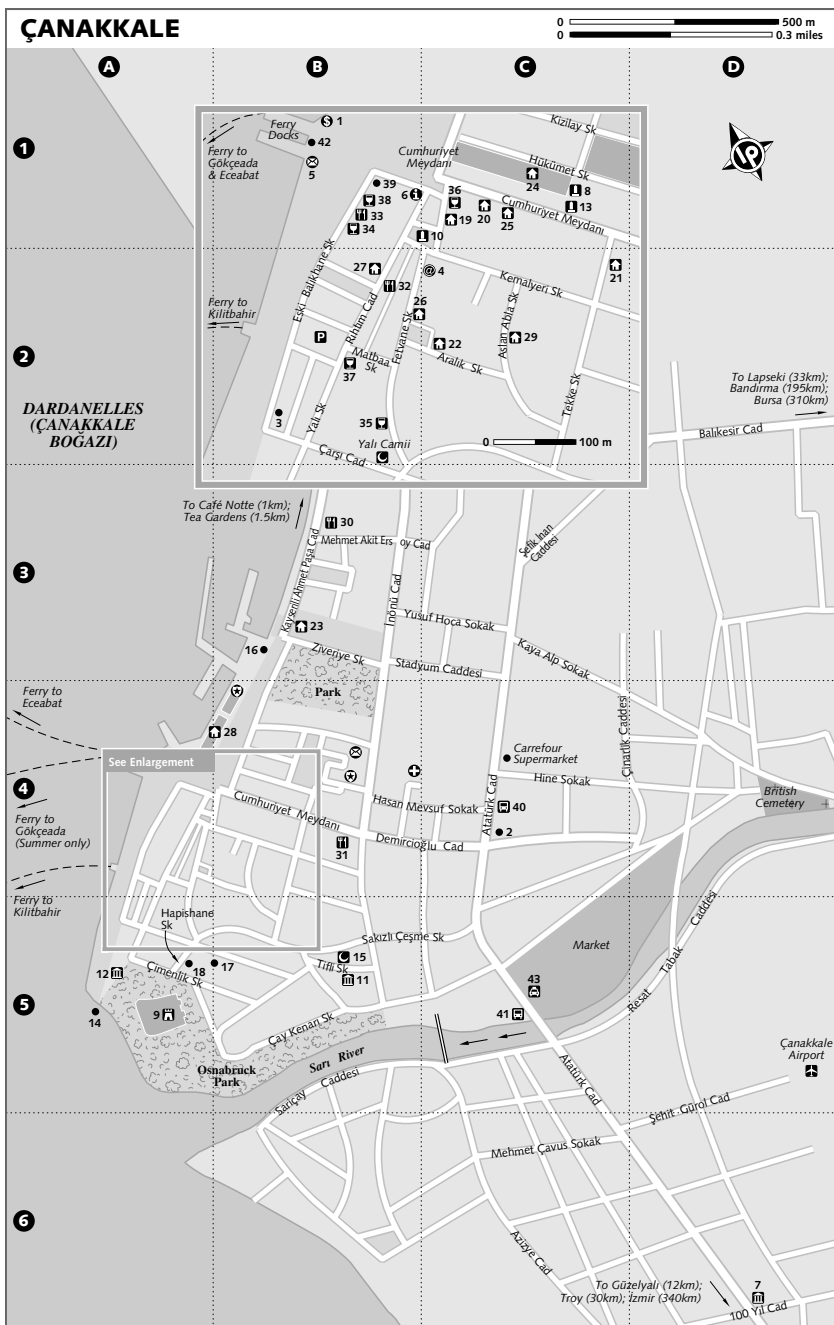 ÇANAKKALE
0 500 m
0 0.3 miles
A
B
C
D
1
2
3
4
5
6
Ferry to
Gökçeada
& Eceabat
Ferry
Docks
1
42
5
39
6
38
33
34
Cumhuriyet
Meydanı
36
19
20
25
24
8
13
Kizilay Sk
Hükümet Sk
Cumhuriyet Meydanı
10
27
32
4
21
Eski Balıkhane Sk
Kemalyeri Sk
Ferry to
Kilitbahir
26
Rıhtım Cad
Fetvane Sk
22
Aslan Abla Sk
29
P
Matbaa
Sk
37
Aralik Sk
Tekke Sk
DARDANELLES
(ÇANAKKALE
BOĞAZI)
3
Yalı Sk
35
Yalı Camii
0 100 m
Çarşı Cad
To Lapseki (33km);
Bandırma (195km);
Bursa (310km)
Balıkesir Cad
To Café Notte (1km);
Tea Gardens (1.5km)
30
Mehmet Akit Ers oy Cad
Şefik Inan
Caddesi
Kayserili Ahmet Paşa Cad
İnönü Cad
23
Yusuf Hoca Sokak
Ziveriye Sk
16
Stadyum Caddesi
Kaya Alp Sokak
Park
Ferry to
Eceabat
28
Çınarlık Caddesi
See Enlargement
Carrefour
Supermarket
Hine Sokak
British
Cemetery
Ferry to
Gökçeada
(Summer only)
Cumhuriyet Meydanı
Hasan Mevsuf Sokak
Atatürk Cad
40
2
31
Demircioğlu Cad
Ferry to
Kilitbahir
Hapishane
Sk
Sakızlı Çeşme Sk
Market
Resat Tabak Caddesi
12
Çimenlik Sk
18
17
15
Tifli Sk
11
43
14
9
41
Çay Kenarı Sk
Sarı River
Osnabruck
Park
Sarıçay Caddesi
Atatürk Cad
Çanakkale
Airport
Şehit Gürol Cad
Mehmet Çavus Sokak
Azizye Cad
To Güzelyalı (12km);
Troy (30km); İzmir (340km)
7
100 Yıl Cad